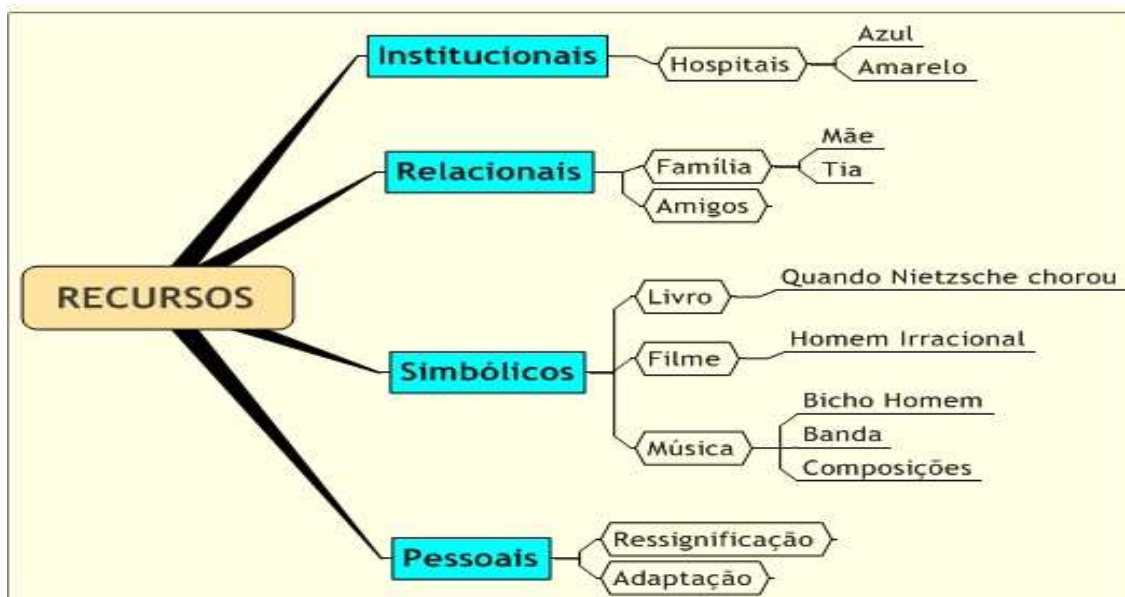 RECURSOS
Institucionais
Hospitais
Azul
Amarelo
Relacionais
Família
Mãe
Tia
Amigos
Simbólicos
Livro
Quando Nietzsche chorou
Filme
Homem Irracional
Música
Bicho Homem
Banda
Composições
Pessoais
Ressignificação
Adaptação